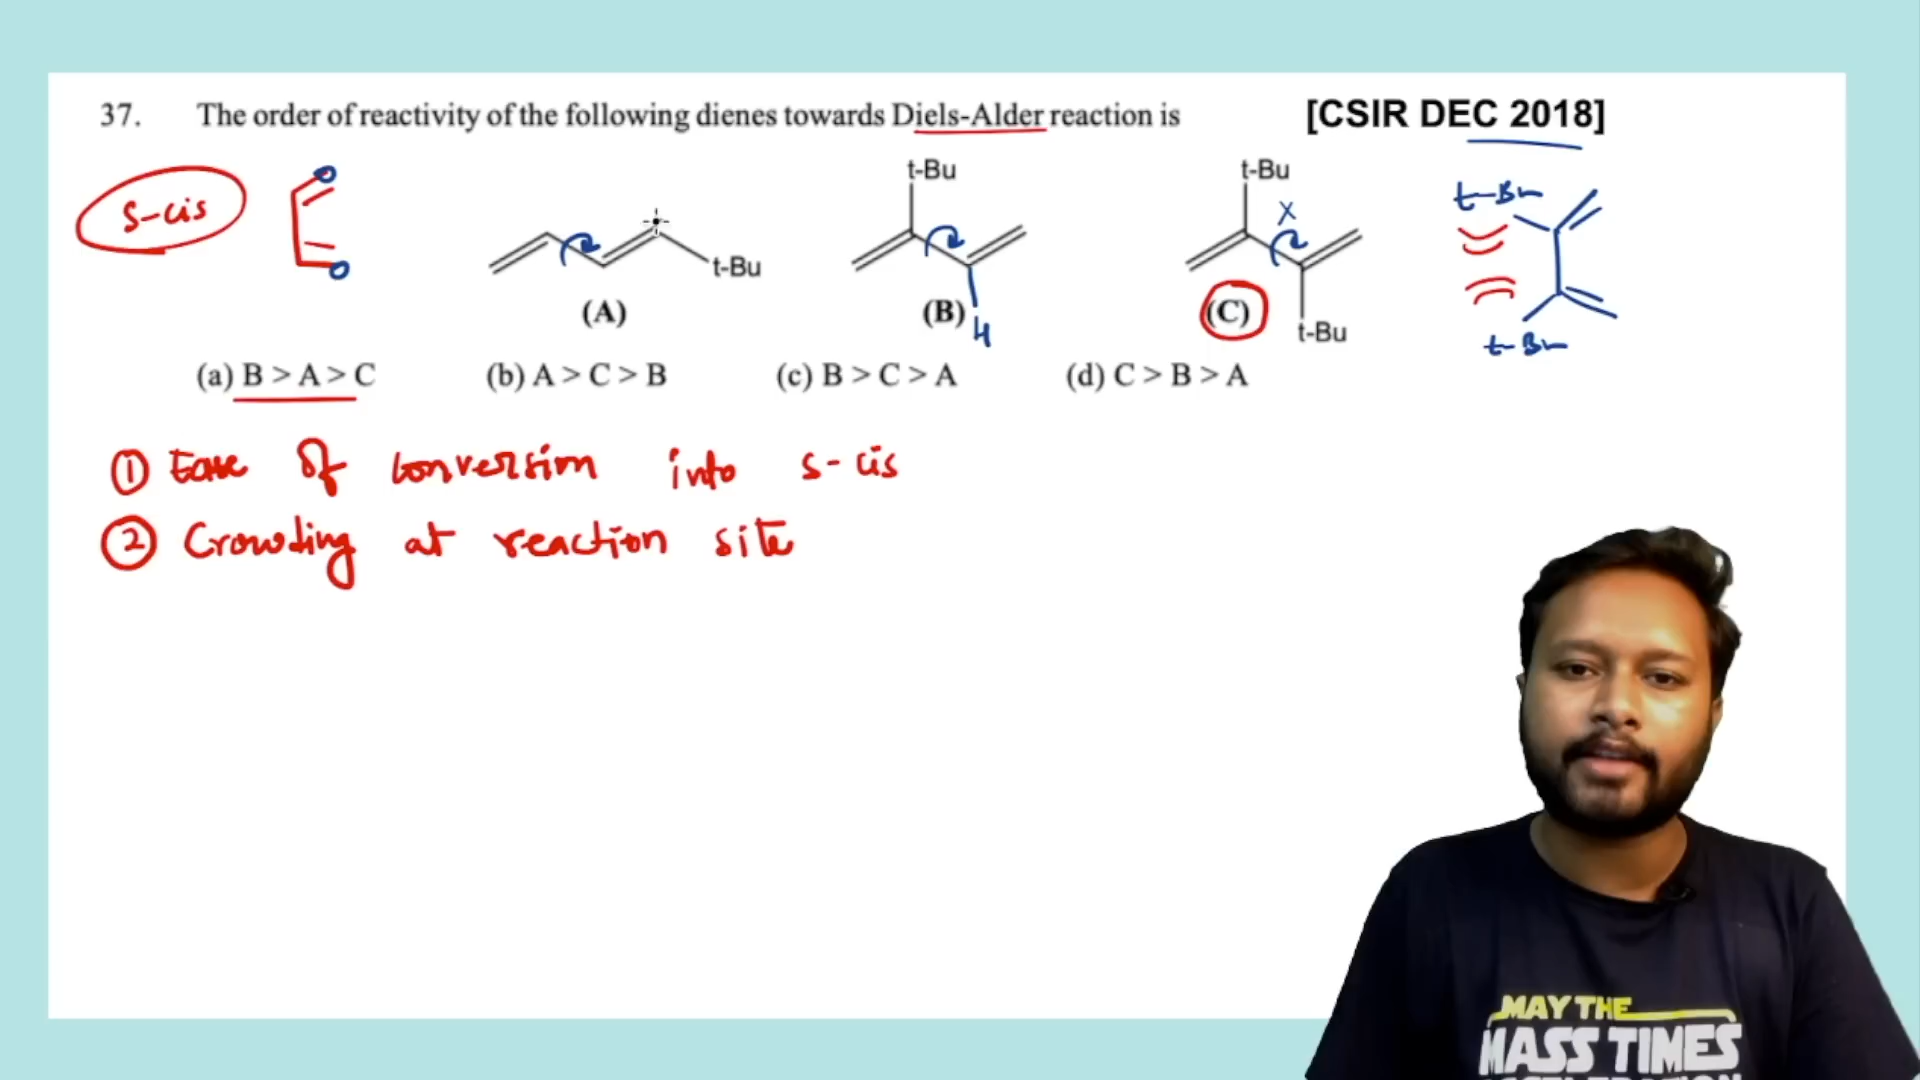 37. The order of reactivity of the following dienes towards Diels-Alder reaction is [CSIR DEC 2018]
s-cis
t-Bu
(A)
t-Bu
H
(B)
t-Bu
X
t-Bu
(C)
t-Bu
t-Bu
(a) B > A > C (b) A > C > B (c) B > C > A (d) C > B > A
① Ease of conversion into s-cis
② Crowding at reaction site
MAY THE
MASS TIMES
ACCELERATION